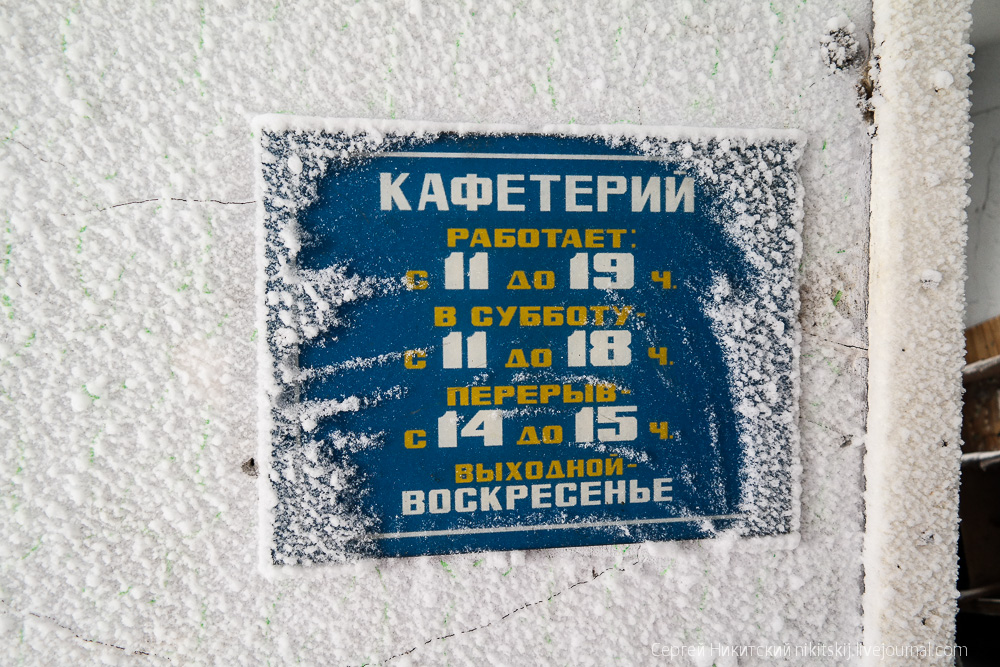 КАФЕТЕРИЙ
РАБОТАЕТ:
С 11 ДО 19 Ч.
В СУББОТУ-
С 11 ДО 18 Ч.
ПЕРЕРЫВ-
С 14 ДО 15 Ч.
ВЫХОДНОЙ-
ВОСКРЕСЕНЬЕ
Сергей Никитский nikitskij.livejournal.com